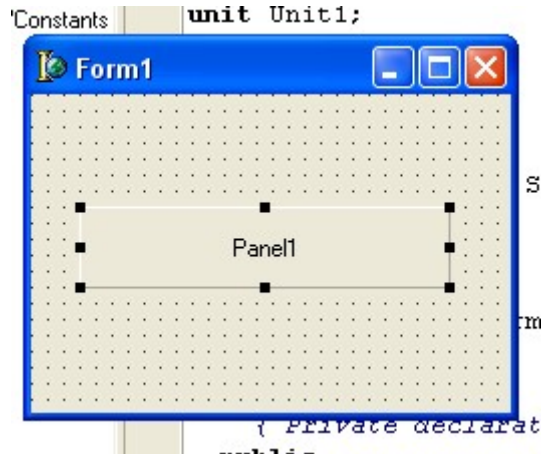 'Constants
unit Unit1;
Form1
S
Panel1
rm
{ Private declarat
public